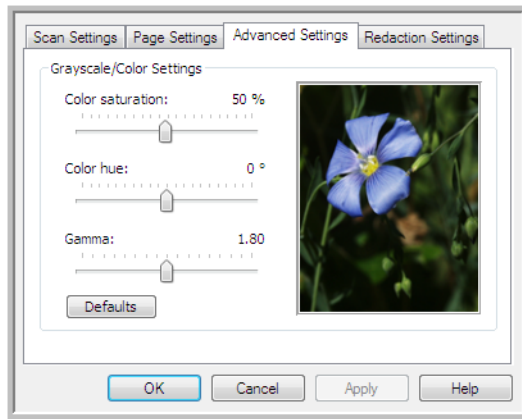 Scan Settings Page Settings Advanced Settings Redaction Settings
Grayscale/Color Settings
Color saturation: 50 %
Color hue: 0 °
Gamma: 1.80
Defaults
OK Cancel Apply Help